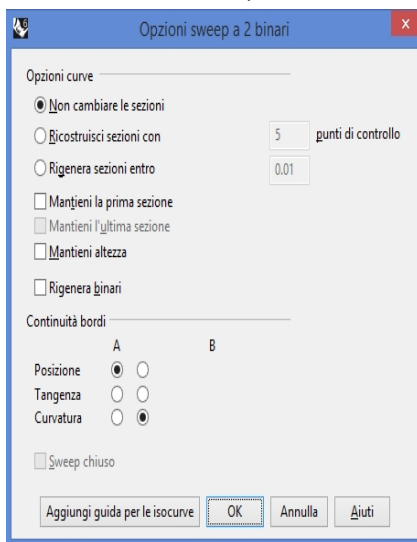 Opzioni sweep a 2 binari
x
Opzioni curve
Non cambiare le sezioni
Ricostruisci sezioni con 5 punti di controllo
Rigenera sezioni entro 0.01
Mantieni la prima sezione
Mantieni l'ultima sezione
Mantieni altezza
Rigenera binari
Continuità bordi
A B
Posizione
Tangenza
Curvatura
Sweep chiuso
Aggiungi guida per le isocurve OK Annulla Aiuti